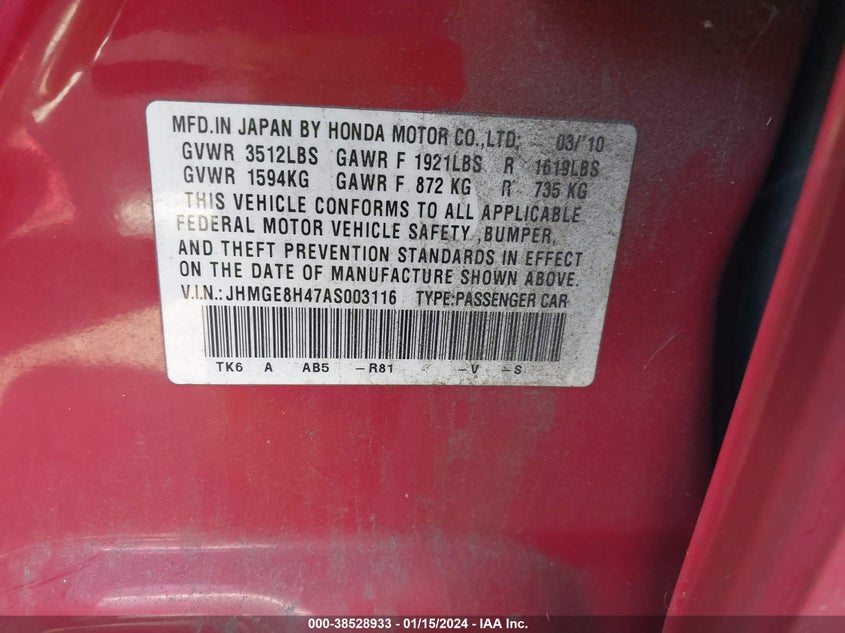 MFD.IN JAPAN BY HONDA MOTOR CO.,LTD; 03/'10
GVWR 3512LBS GAWR F 1921LBS R 1619LBS
GVWR 1594KG GAWR F 872 KG R 735 KG
THIS VEHICLE CONFORMS TO ALL APPLICABLE
FEDERAL MOTOR VEHICLE SAFETY ,BUMPER,
AND THEFT PREVENTION STANDARDS IN EFFECT
ON THE DATE OF MANUFACTURE SHOWN ABOVE.
V.I.N.:JHMGE8H47AS003116 TYPE:PASSENGER CAR
TK6 A AB5 –R81 –V –S
000-38528933 - 01/15/2024 - IAA Inc.